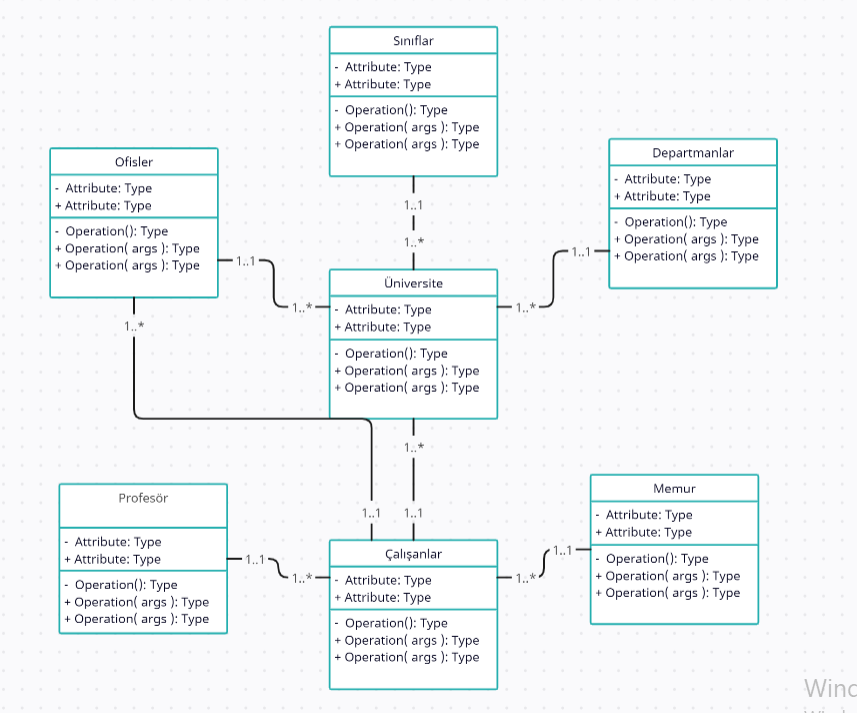 Sınıflar
- Attribute: Type
+ Attribute: Type
- Operation(): Type
+ Operation( args ): Type
+ Operation( args ): Type
Ofisler
- Attribute: Type
+ Attribute: Type
- Operation(): Type
+ Operation( args ): Type
+ Operation( args ): Type
Departmanlar
- Attribute: Type
+ Attribute: Type
- Operation(): Type
+ Operation( args ): Type
+ Operation( args ): Type
1..1
1..*
1..1
1..*
1..1
1..*
1..*
Üniversite
- Attribute: Type
+ Attribute: Type
- Operation(): Type
+ Operation( args ): Type
+ Operation( args ): Type
1..*
1..1
1..1
Profesör
- Attribute: Type
+ Attribute: Type
- Operation(): Type
+ Operation( args ): Type
+ Operation( args ): Type
1..1
1..*
Çalışanlar
- Attribute: Type
+ Attribute: Type
- Operation(): Type
+ Operation( args ): Type
+ Operation( args ): Type
1..*
1..1
Memur
- Attribute: Type
+ Attribute: Type
- Operation(): Type
+ Operation( args ): Type
+ Operation( args ): Type